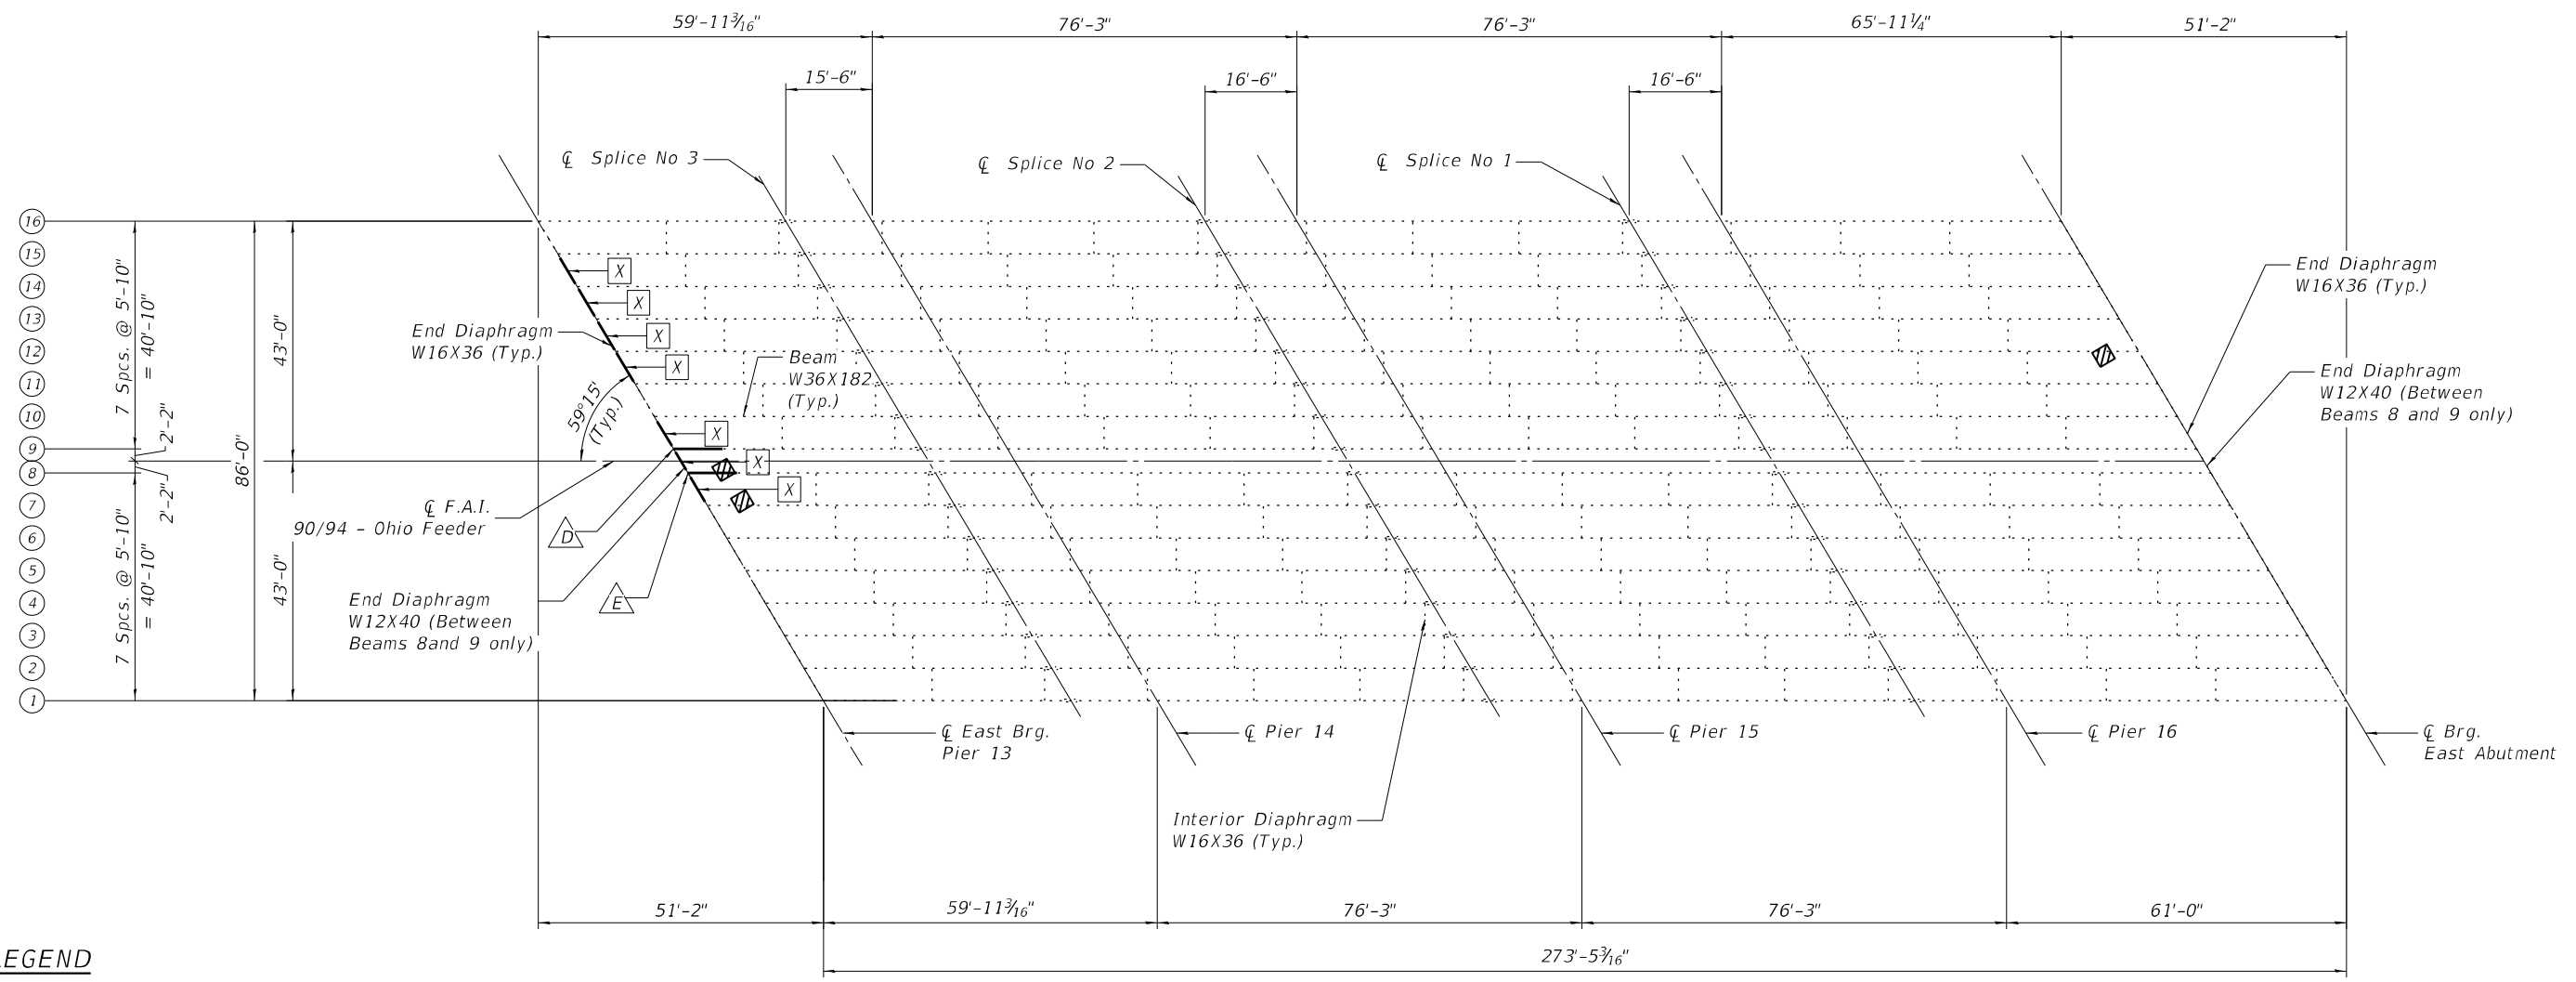 59'-11 3/16"
76'-3"
76'-3"
65'-11 1/4"
51'-2"
15'-6"
16'-6"
16'-6"
℄ Splice No 3
℄ Splice No 2
℄ Splice No 1
16
15
14
13
12
11
10
9
8
7
6
5
4
3
2
1
7 Spcs. @ 5'-10"
= 40'-10"
2'-2"
2'-2"
7 Spcs. @ 5'-10"
= 40'-10"
86'-0"
43'-0"
43'-0"
X
X
X
X
X
X
X
End Diaphragm
W16X36 (Typ.)
59°15'
(Typ.)
Beam
W36X182
(Typ.)
℄ F.A.I.
90/94 - Ohio Feeder
D
E
End Diaphragm
W12X40 (Between
Beams 8and 9 only)
End Diaphragm
W16X36 (Typ.)
End Diaphragm
W12X40 (Between
Beams 8 and 9 only)
℄ East Brg.
Pier 13
℄ Pier 14
℄ Pier 15
℄ Pier 16
℄ Brg.
East Abutment
Interior Diaphragm
W16X36 (Typ.)
51'-2"
59'-11 3/16"
76'-3"
76'-3"
61'-0"
273'-5 3/16"
EGEND